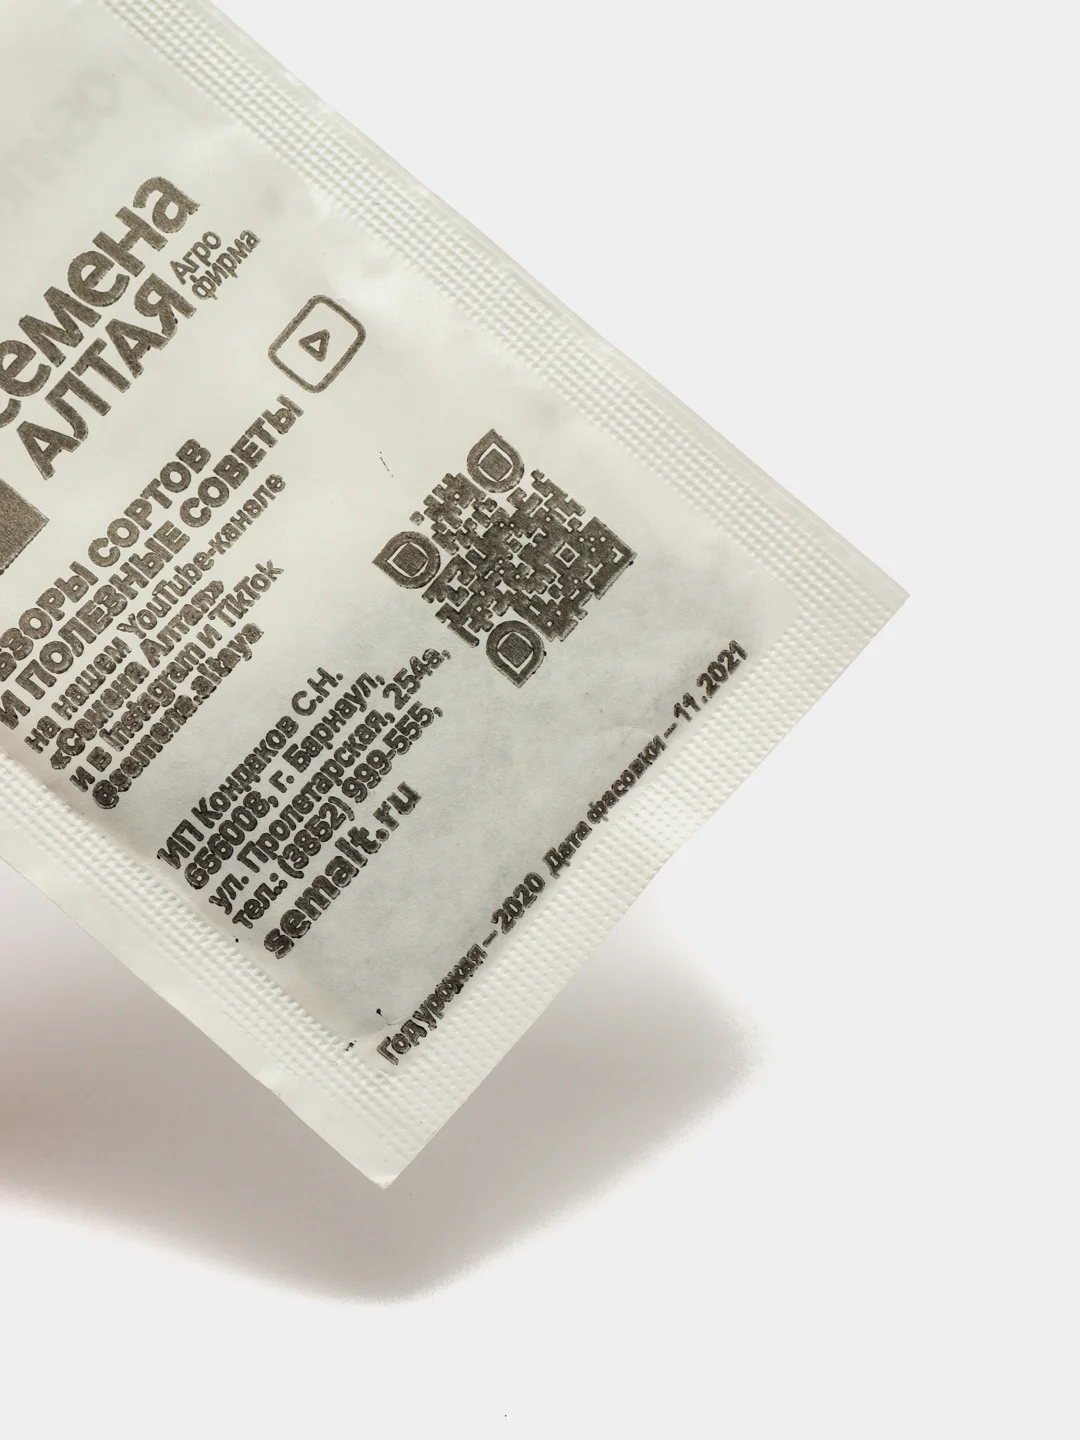 семена
АЛТАЯ
Агро
фирма
ОБЗОРЫ СОРТОВ
И ПОЛЕЗНЫЕ СОВЕТЫ
на нашем YouTube-канале
«Семена Алтая»
и в Instagram и TikTok
@semena.altaya
ИП Кондаков С.Н.
656008, г. Барнаул,
ул. Пролетарская, 254а,
тел.: (3852) 999-555,
semalt.ru
Год урожая – 2020 Дата фасовки – 11.2021